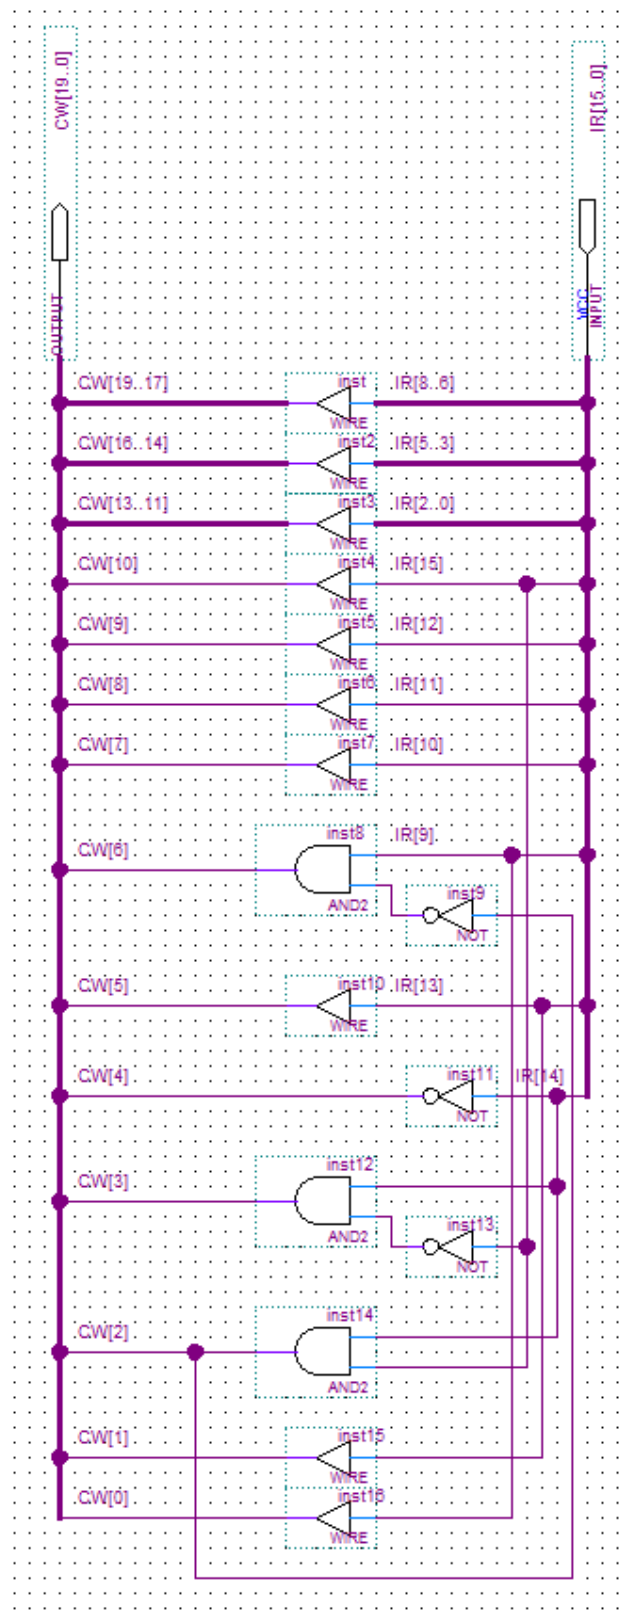 CW[19..0]
IR[15..0]
OUTPUT
VCC
INPUT
CW[19..17]
inst
IR[8..6]
WIRE
CW[16..14]
inst2
IR[5..3]
WIRE
CW[13..11]
inst3
IR[2..0]
WIRE
CW[10]
inst4
IR[15]
WIRE
CW[9]
inst5
IR[12]
WIRE
CW[8]
inst6
IR[11]
WIRE
CW[7]
inst7
IR[10]
WIRE
inst8
IR[9]
CW[6]
AND2
inst9
NOT
CW[5]
inst10
IR[13]
WIRE
CW[4]
inst11
IR[14]
NOT
inst12
CW[3]
AND2
inst13
NOT
inst14
CW[2]
AND2
CW[1]
inst15
WIRE
CW[0]
inst16
WIRE